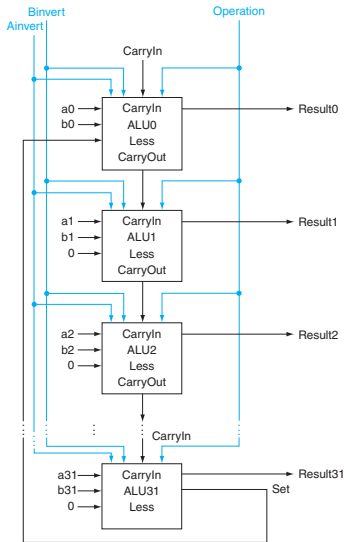 Binvert
Operation
Ainvert
CarryIn
a0
CarryIn
Result0
b0
ALU0
Less
CarryOut
a1
CarryIn
Result1
b1
ALU1
0
Less
CarryOut
a2
CarryIn
Result2
b2
ALU2
0
Less
CarryOut
CarryIn
a31
CarryIn
Result31
b31
ALU31
Set
0
Less